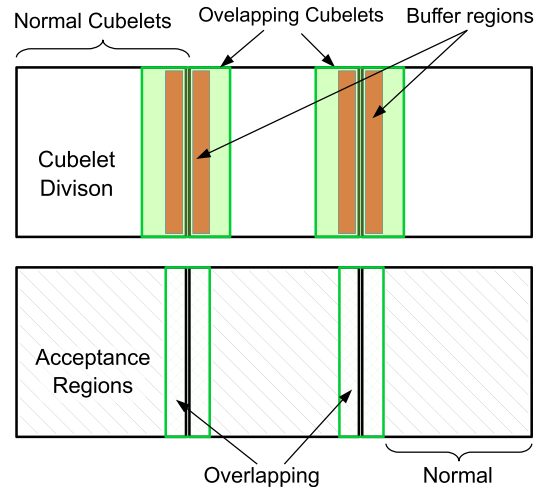 Normal Cubelets
Ovelapping Cubelets
Buffer regions
Cubelet
Divison
Acceptance
Regions
Overlapping
Normal